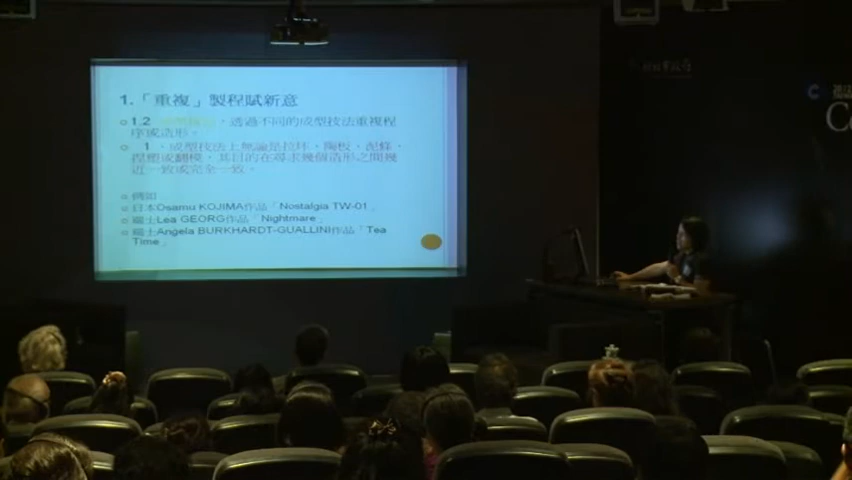 1.「重複」製程賦新意
1.2 ，透過不同的成型技法重複程
序或造形。
1、成型技法上無論是拉坯、陶板、泥條、
捏塑或翻模，其目的在尋求幾個造形之間幾
近一致或完全一致。
例如
日本Osamu KOJIMA作品「Nostalgia TW-01」
瑞士Lea GEORG作品「Nightmare」
瑞士Angela BURKHARDT-GUALLINI作品「Tea
Time」